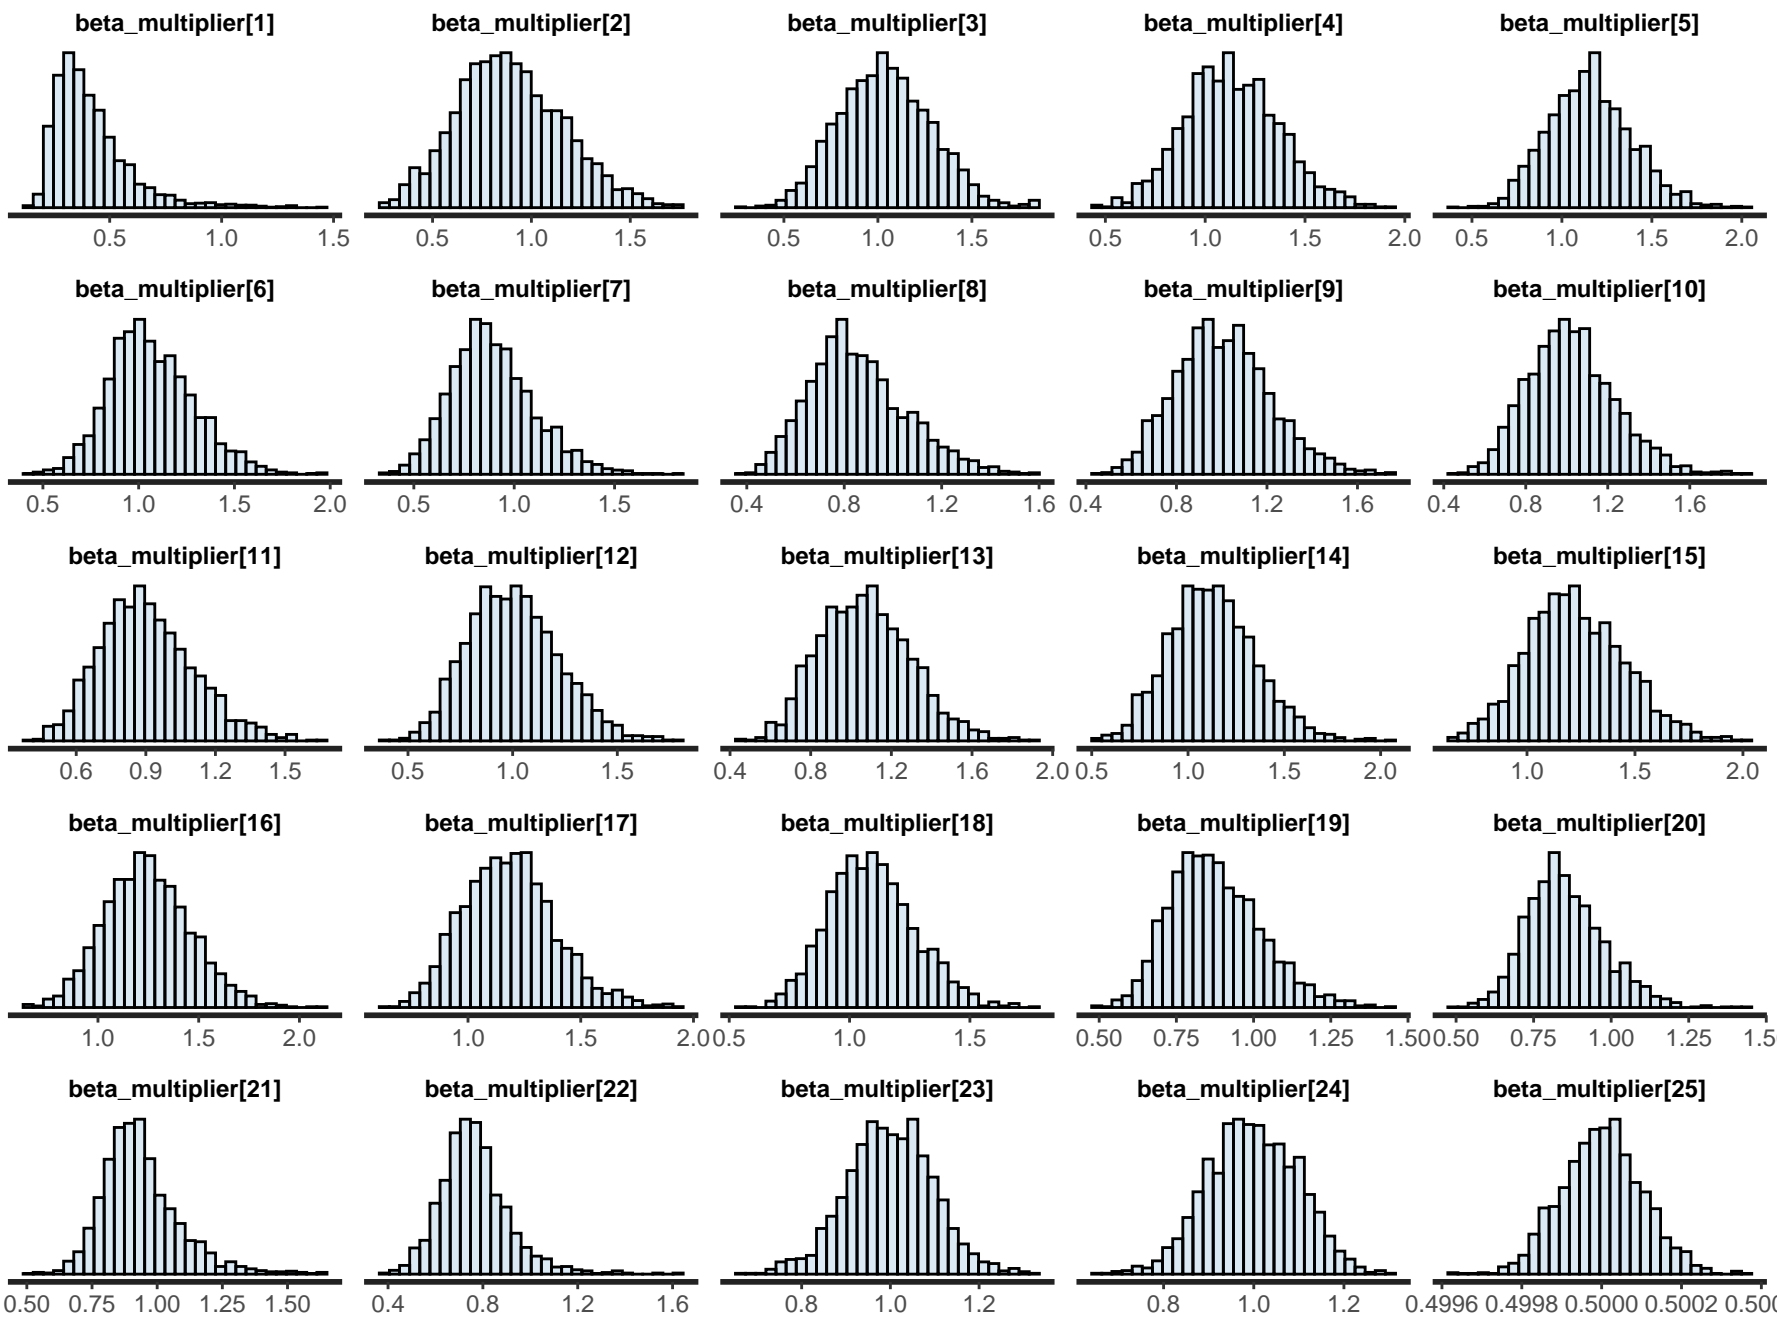 beta_multiplier[1] beta_multiplier[2] beta_multiplier[3] beta_multiplier[4] beta_multiplier[5]
0.5 1.0 1.5 0.5 1.0 1.5 0.5 1.0 1.5 0.5 1.0 1.5 2.0 0.5 1.0 1.5 2.0
beta_multiplier[6] beta_multiplier[7] beta_multiplier[8] beta_multiplier[9] beta_multiplier[10]
0.5 1.0 1.5 2.0 0.5 1.0 1.5 0.4 0.8 1.2 1.6 0.4 0.8 1.2 1.6 0.4 0.8 1.2 1.6
beta_multiplier[11] beta_multiplier[12] beta_multiplier[13] beta_multiplier[14] beta_multiplier[15]
0.6 0.9 1.2 1.5 0.5 1.0 1.5 0.4 0.8 1.2 1.6 2.0 0.5 1.0 1.5 2.0 1.0 1.5 2.0
beta_multiplier[16] beta_multiplier[17] beta_multiplier[18] beta_multiplier[19] beta_multiplier[20]
1.0 1.5 2.0 1.0 1.5 2.0 0.5 1.0 1.5 0.50 0.75 1.00 1.25 1.50 0.50 0.75 1.00 1.25 1.5
beta_multiplier[21] beta_multiplier[22] beta_multiplier[23] beta_multiplier[24] beta_multiplier[25]
0.50 0.75 1.00 1.25 1.50 0.4 0.8 1.2 1.6 0.8 1.0 1.2 0.8 1.0 1.2 0.4996 0.4998 0.5000 0.5002 0.500